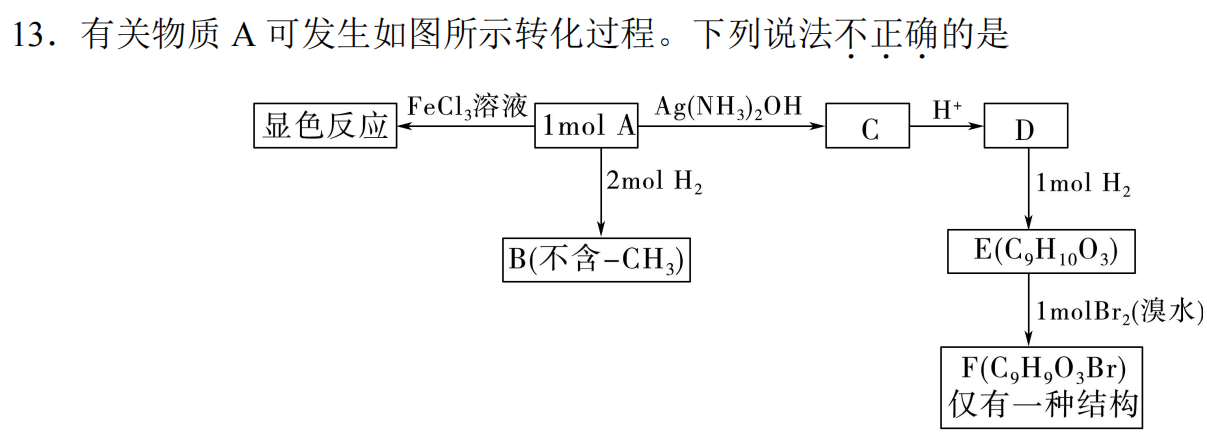 13．有关物质 A 可发生如图所示转化过程。下列说法不正确的是
显色反应
FeCl₃溶液
1mol A
Ag(NH₃)₂OH
C
H⁺
D
2mol H₂
1mol H₂
B(不含–CH₃)
E(C₉H₁₀O₃)
1molBr₂(溴水)
F(C₉H₉O₃Br)
仅有一种结构